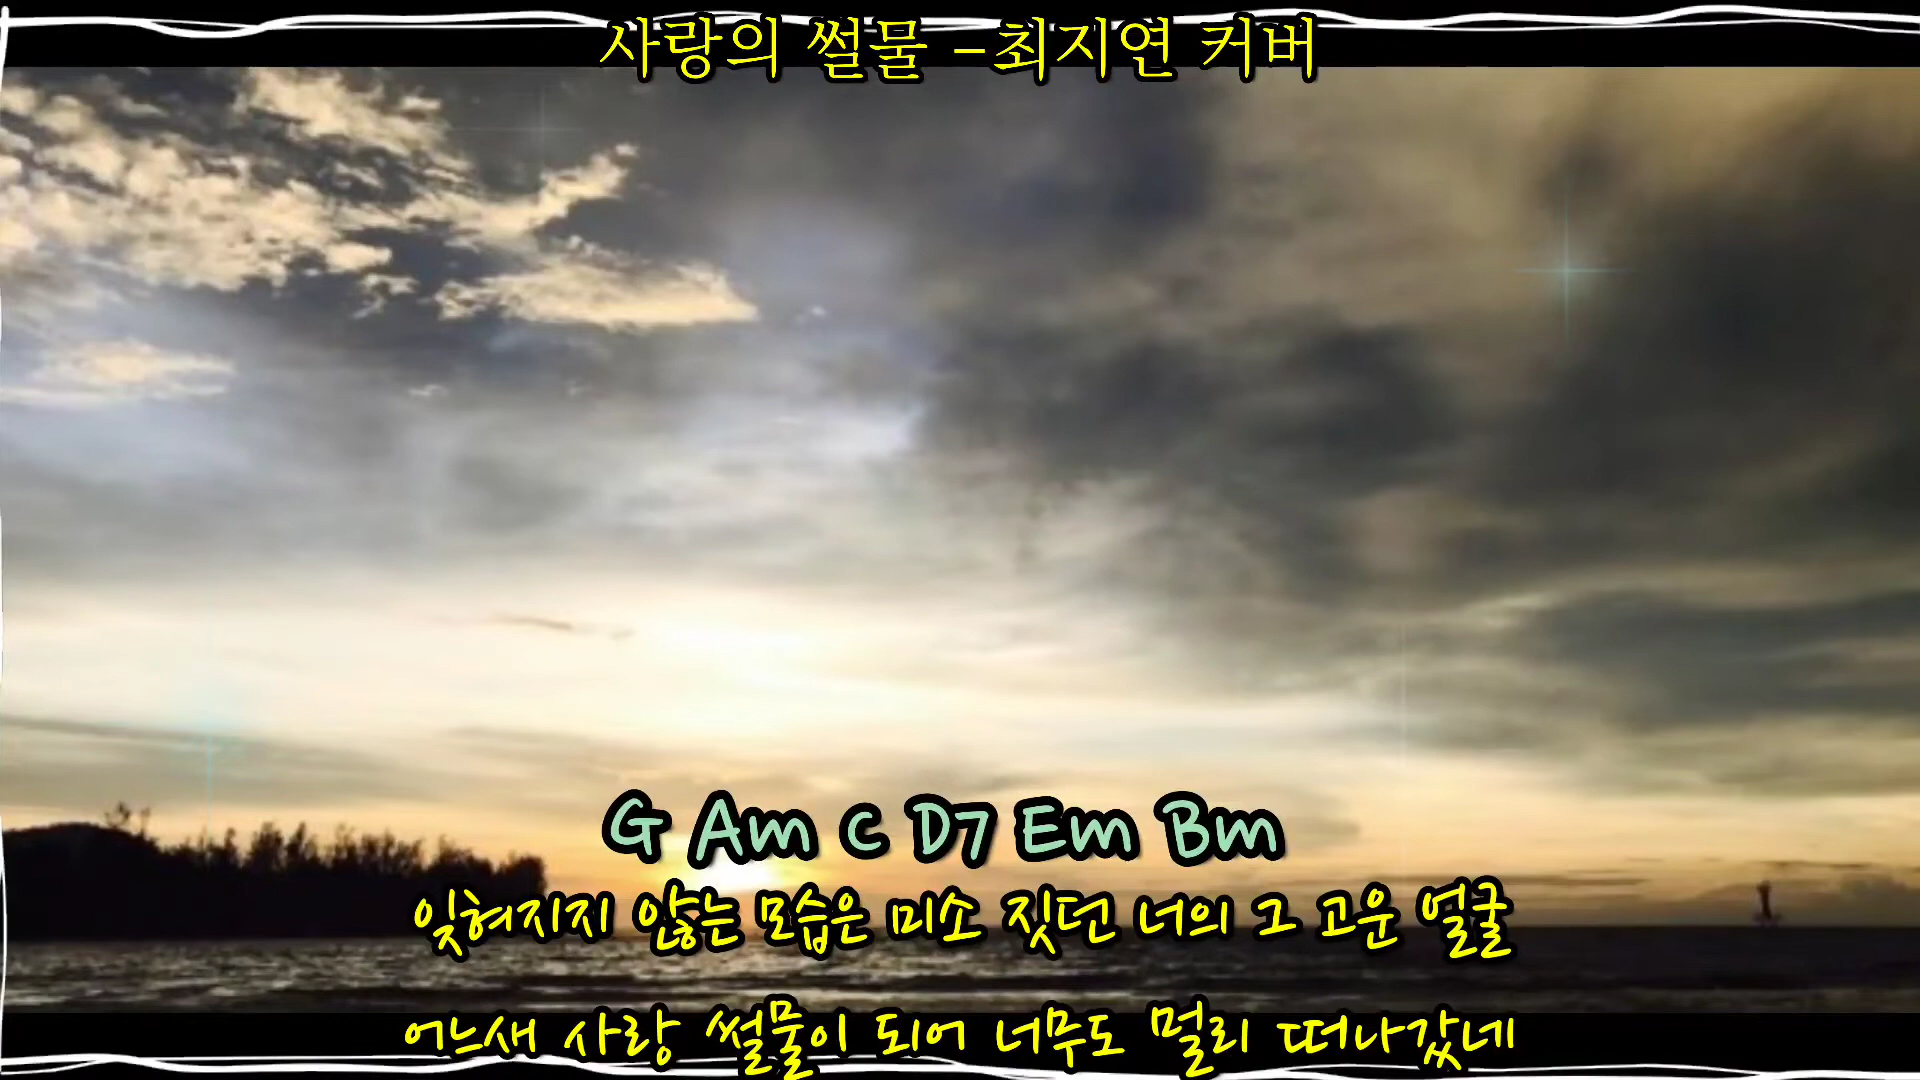 사랑의 썰물 -최지연 커버
G Am C D7 Em Bm
잊혀지지 않는 모습은 미소 짓던 너의 그 고운 얼굴
어느새 사랑 썰물이 되어 너무도 멀리 떠나갔네